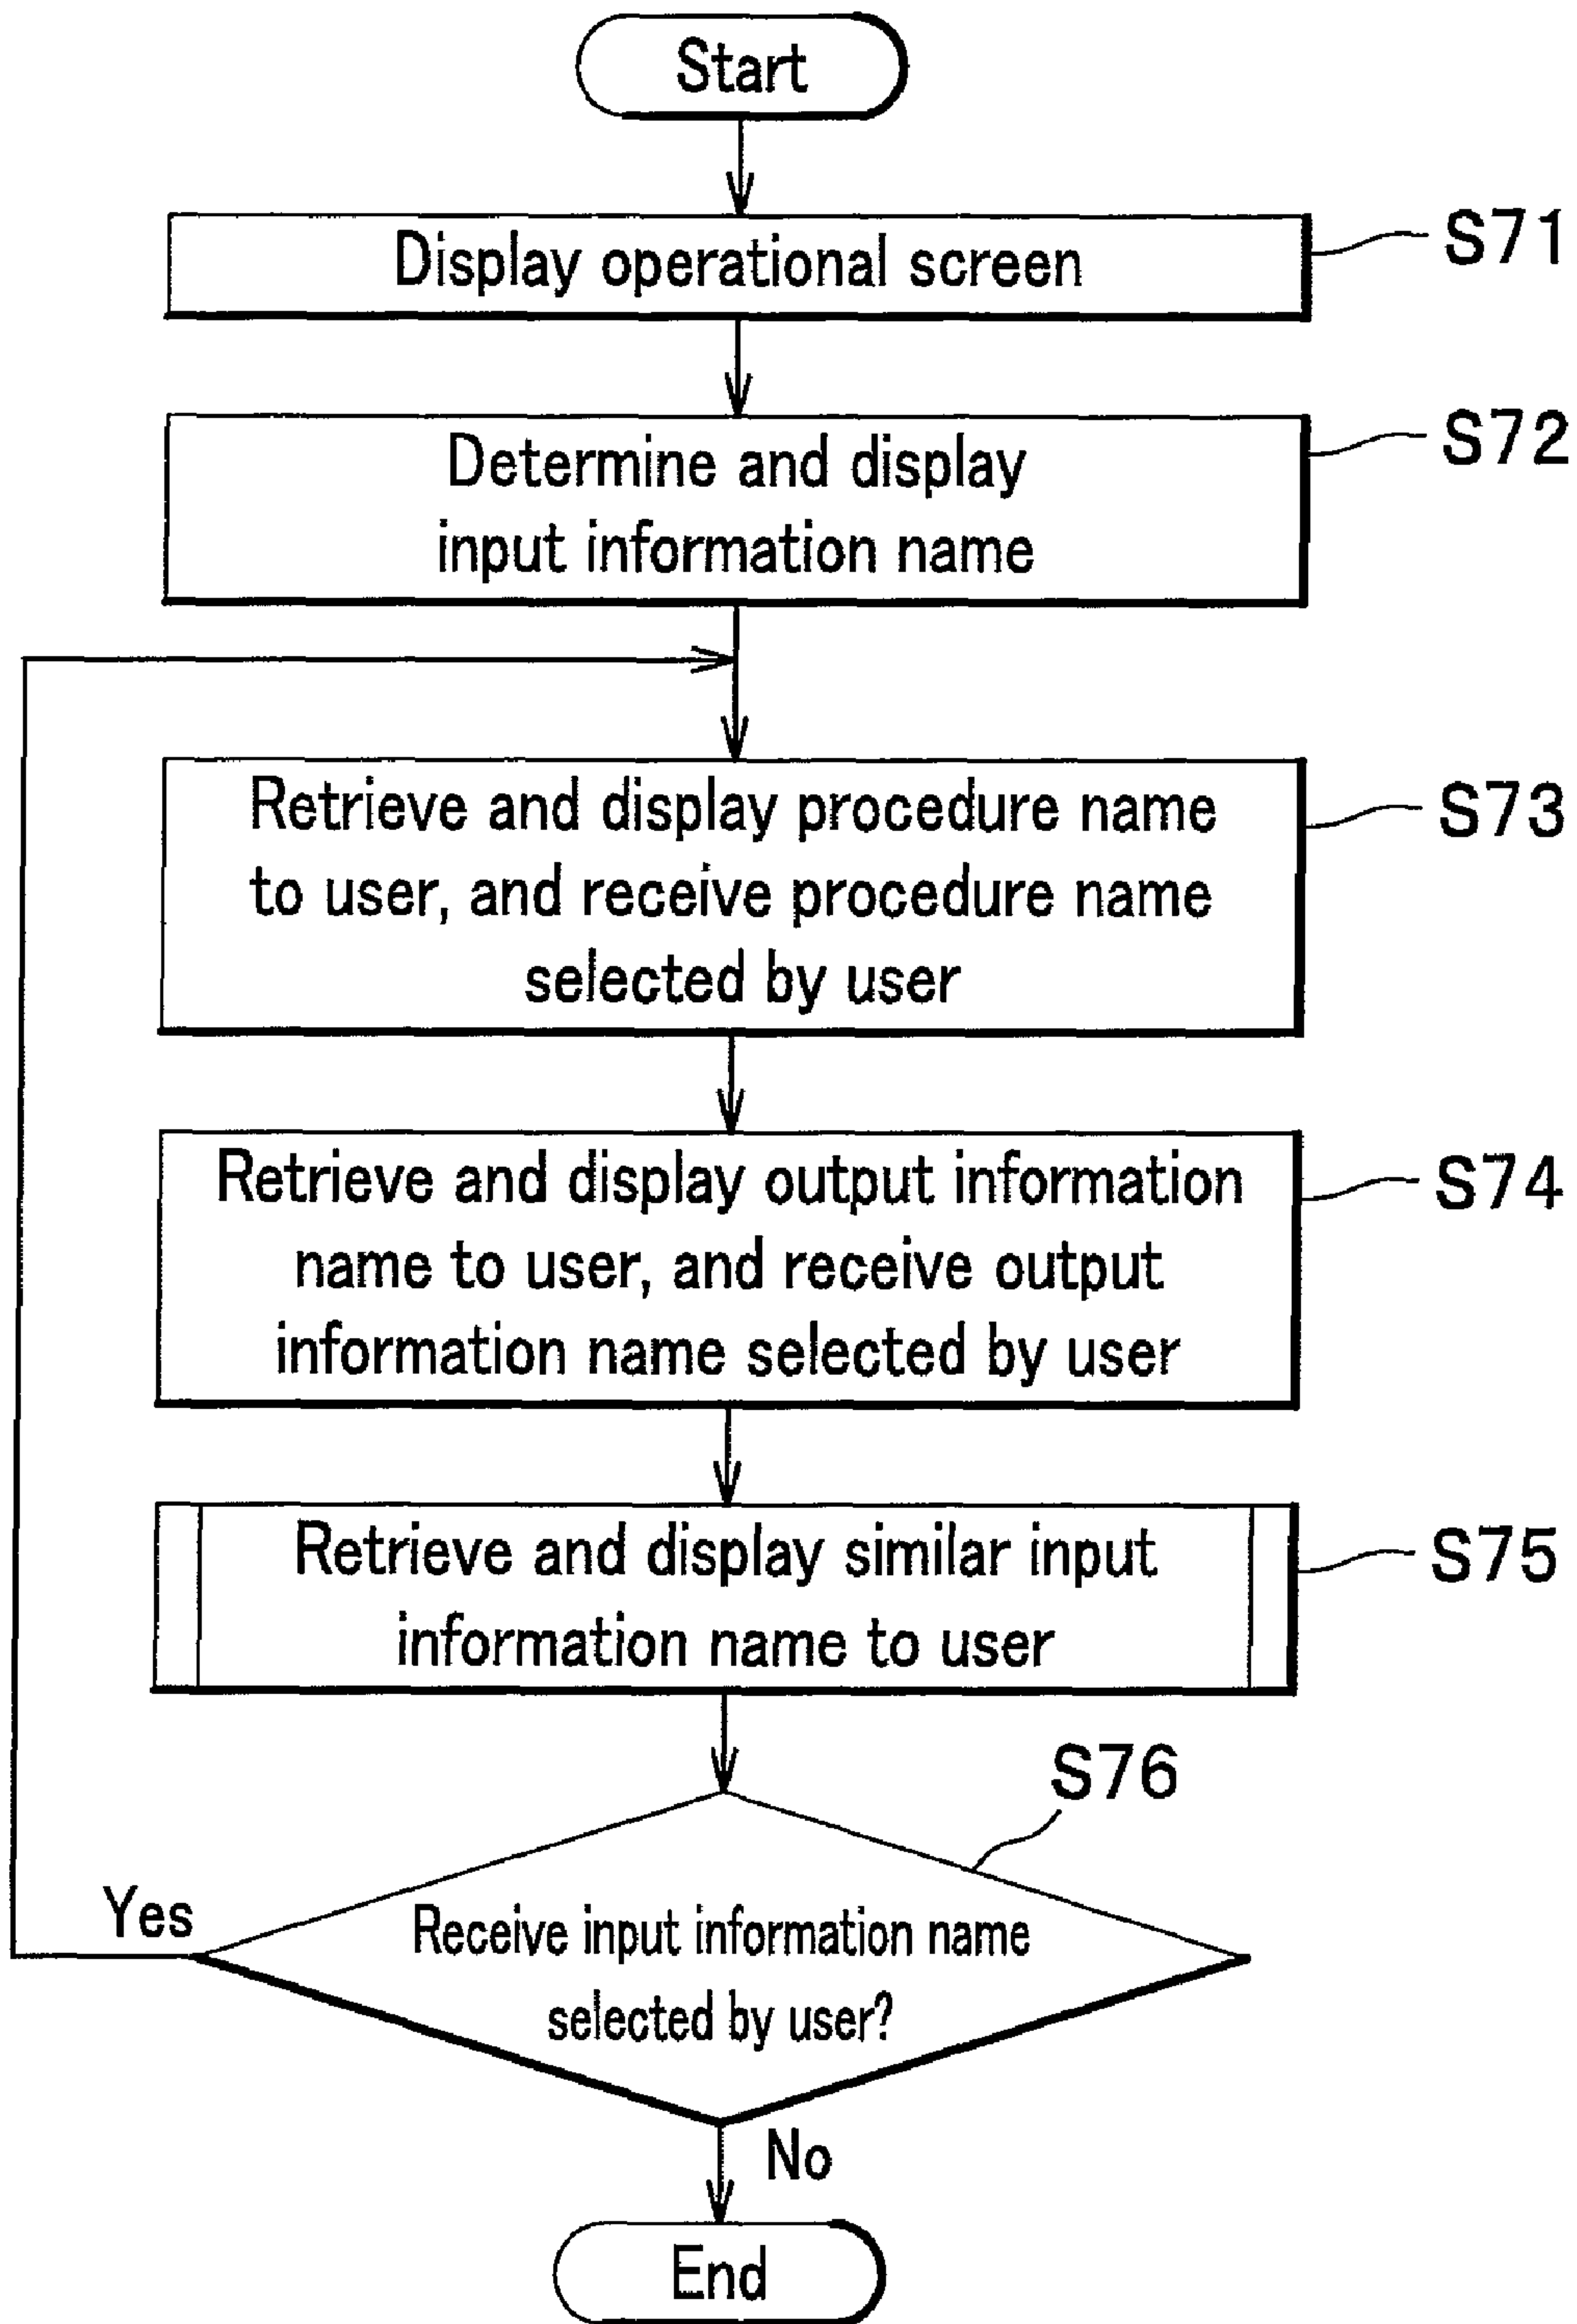 Start
Display operational screen
S71
Determine and display
input information name
S72
Retrieve and display procedure name
to user, and receive procedure name
selected by user
S73
Retrieve and display output information
name to user, and receive output
information name selected by user
S74
Retrieve and display similar input
information name to user
S75
S76
Receive input information name
selected by user?
Yes
No
End